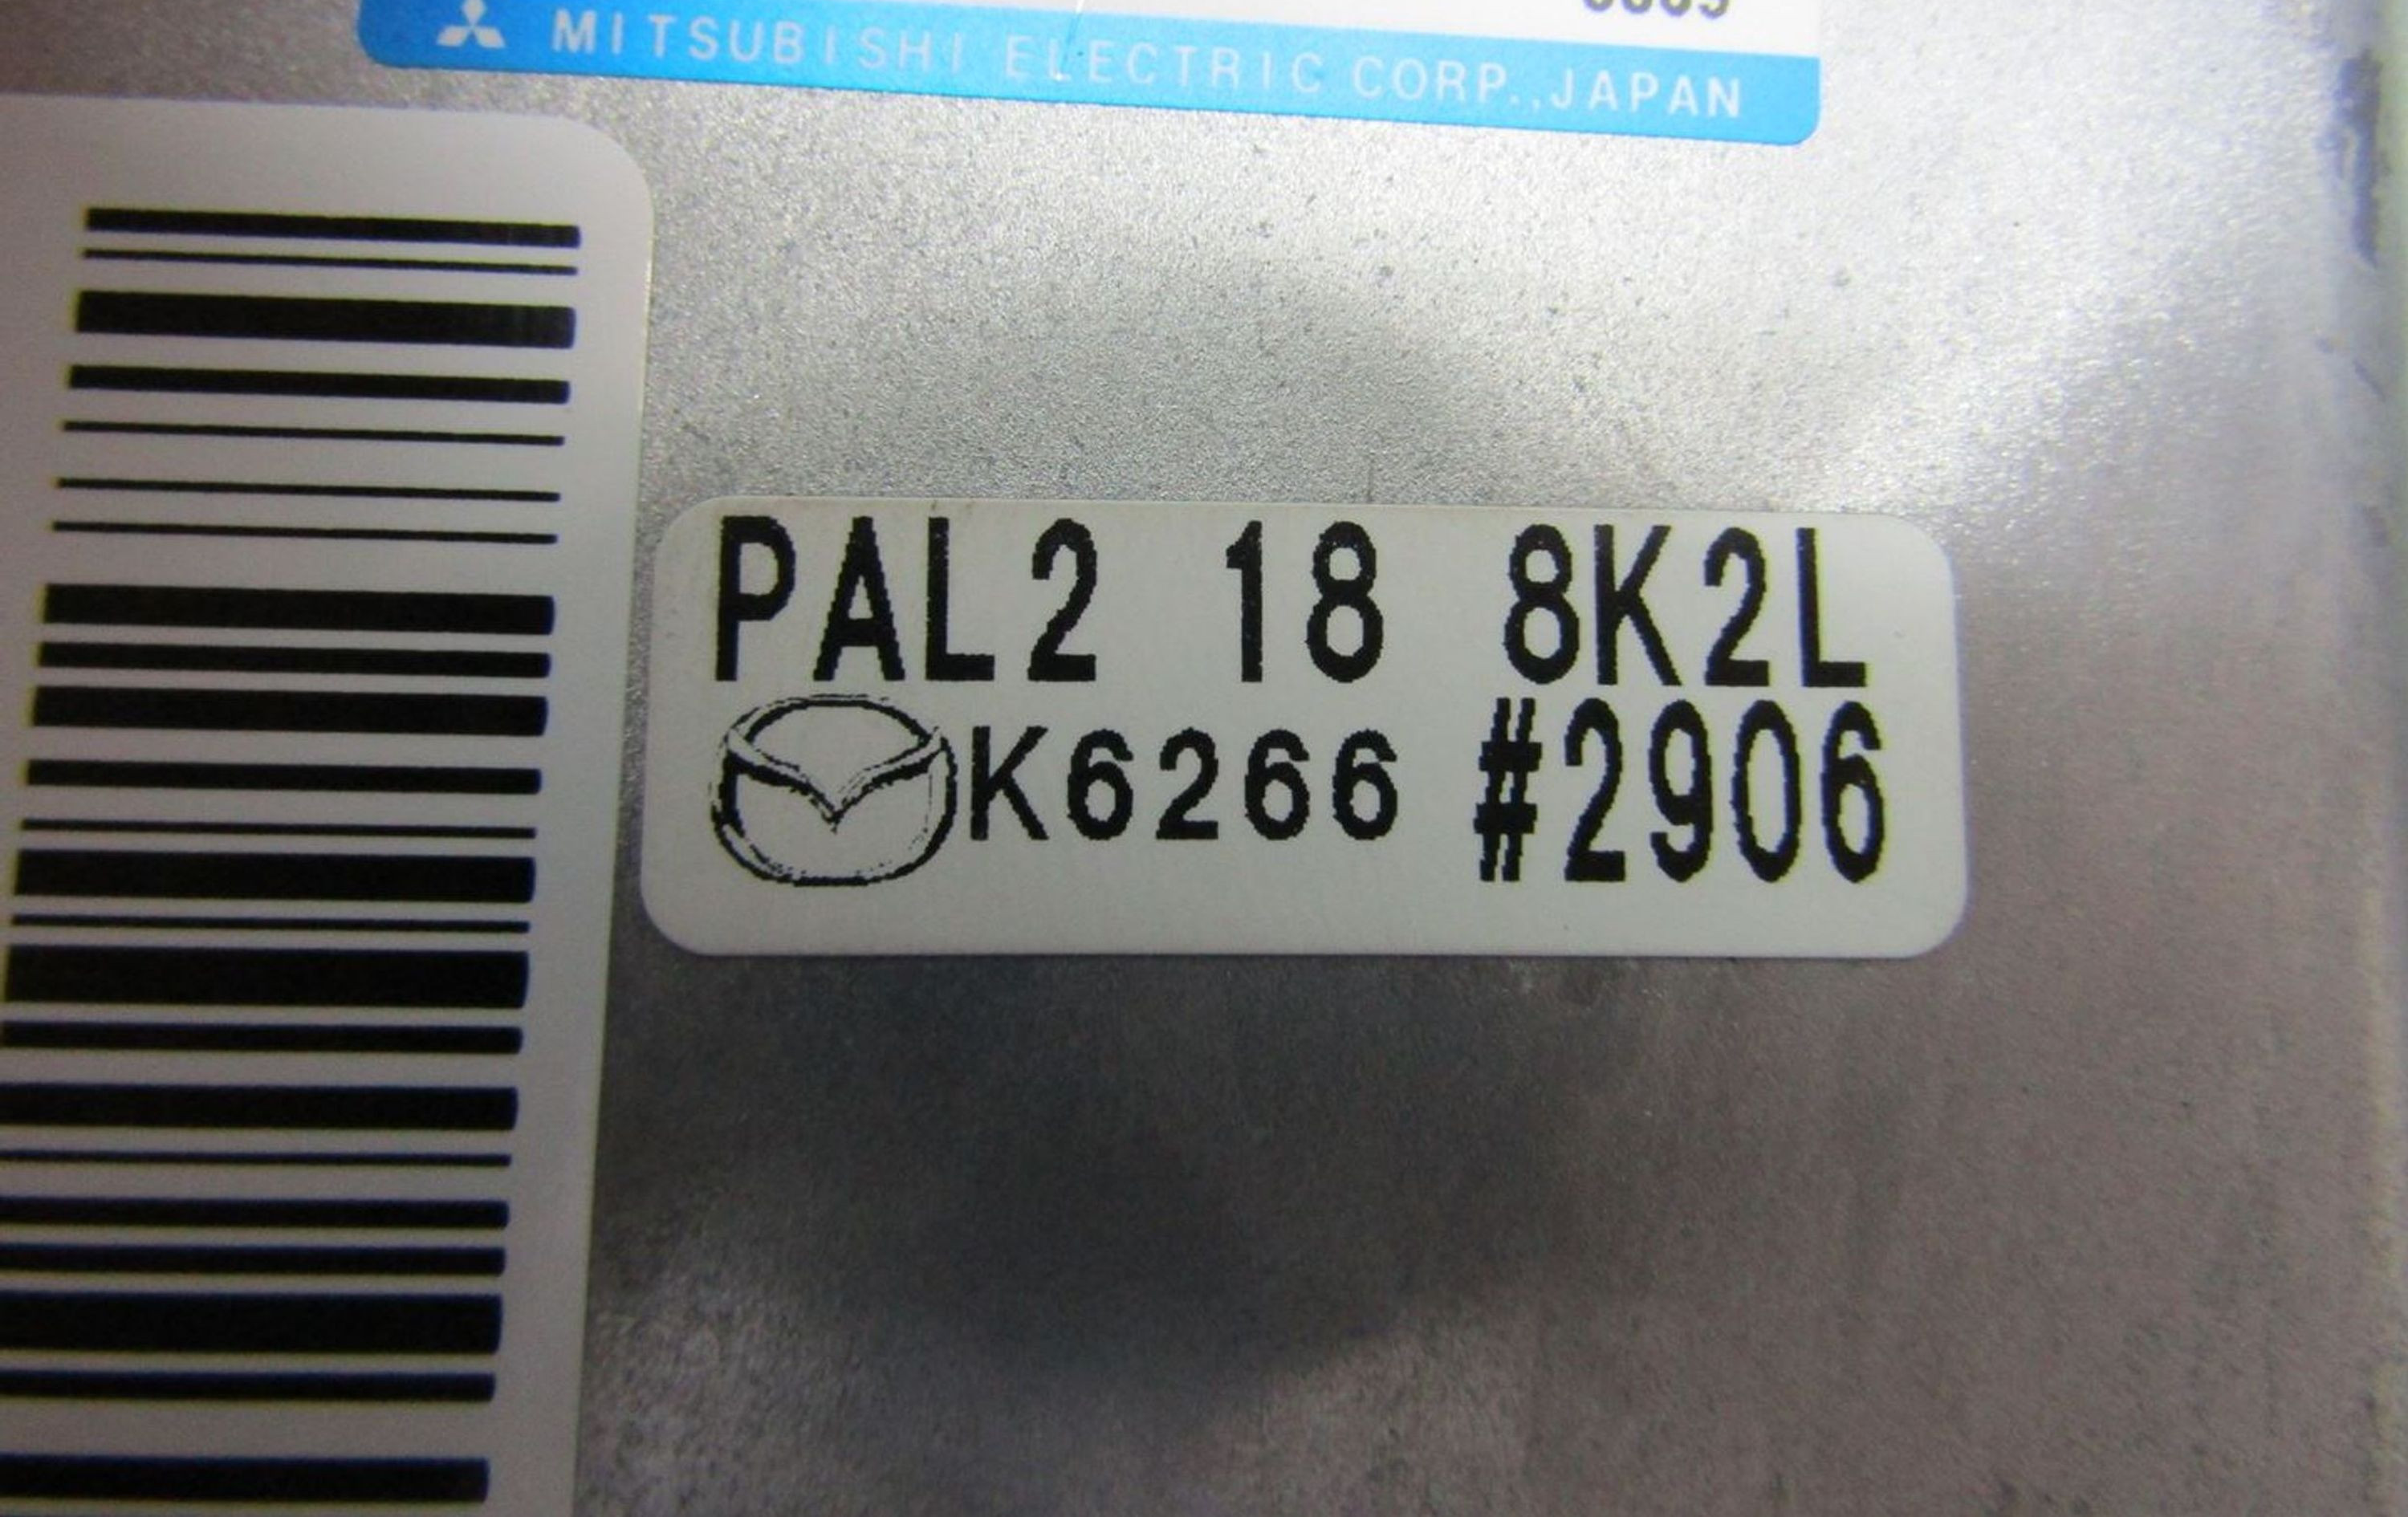 MITSUBISHI ELECTRIC CORP.,JAPAN
PAL2 18 8K2L
K6266 #2906